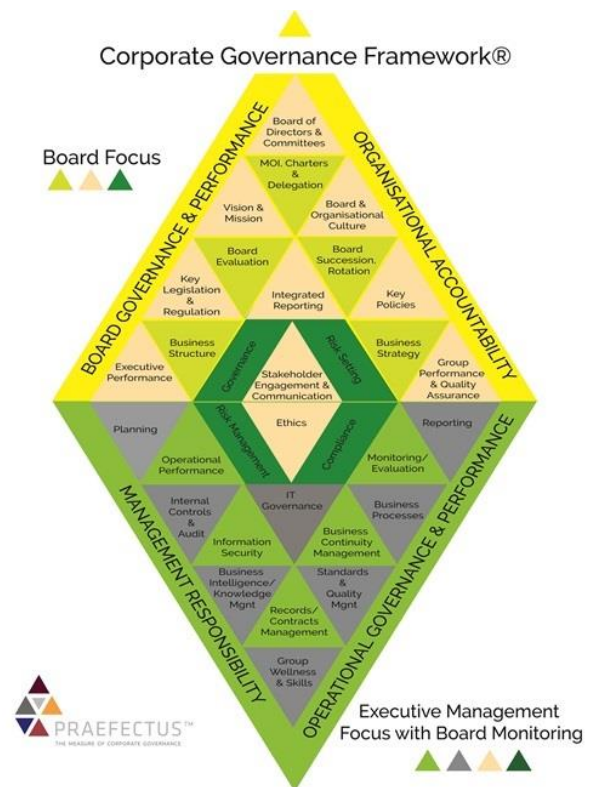 Corporate Governance Framework®
Board Focus
BOARD GOVERNANCE & PERFORMANCE
ORGANISATIONAL ACCOUNTABILITY
Board of
Directors &
Committees
MOI, Charters
&
Delegation
Vision &
Mission
Board &
Organisational
Culture
Board
Evaluation
Board
Succession,
Rotation
Key
Legislation
&
Regulation
Integrated
Reporting
Key
Policies
Executive
Performance
Business
Structure
Governance
Stakeholder
Engagement &
Communication
Risk Setting
Business
Strategy
Group
Performance
& Quality
Assurance
Planning
Operational
Performance
Risk Management
Ethics
Compliance
Monitoring/
Evaluation
Reporting
MANAGEMENT RESPONSIBILITY
OPERATIONAL GOVERNANCE & PERFORMANCE
Internal
Controls
&
Audit
Information
Security
IT
Governance
Business
Continuity
Management
Business
Processes
Business
Intelligence/
Knowledge
Mgnt
Records/
Contracts
Management
Standards
&
Quality
Mgnt
Group
Wellness
& Skills
PRAEFECTUS™
THE MEASURE OF CORPORATE GOVERNANCE
Executive Management
Focus with Board Monitoring